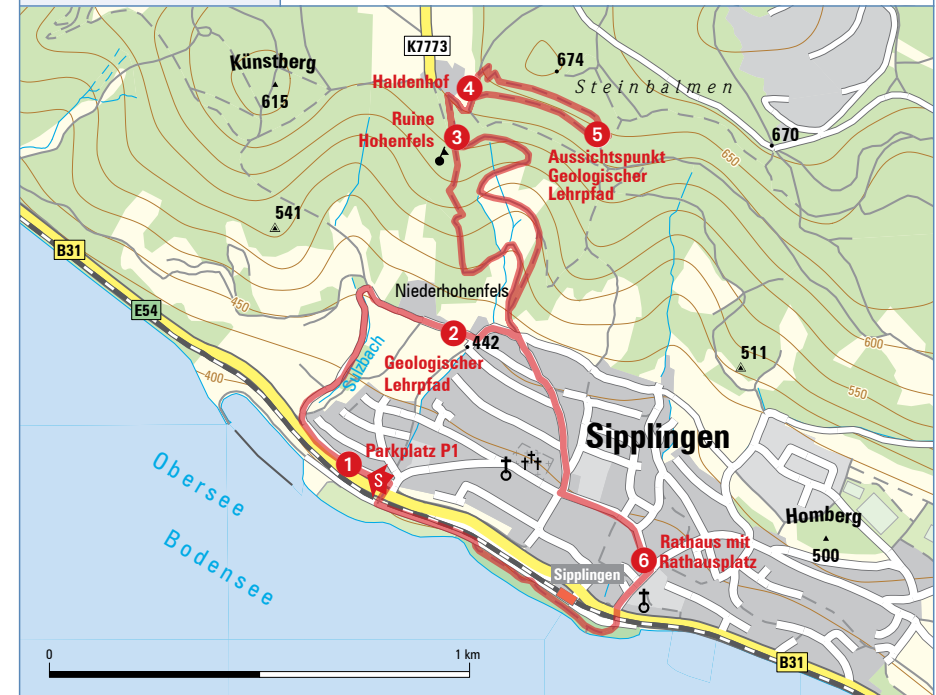 K7773
Künstberg
615
Haldenhof
4
674
Steinbalmen
Ruine
Hohenfels
3
5
670
650
Aussichtspunkt
Geologischer
Lehrpfad
541
B31
E54
450
Niederhohenfels
2
442
Geologischer
Lehrpfad
Sulzbach
400
511
600
550
Sipplingen
Parkplatz P1
1
S
Obersee
Bodensee
Homberg
500
Rathaus mit
Rathausplatz
6
Sipplingen
B31
0
1 km